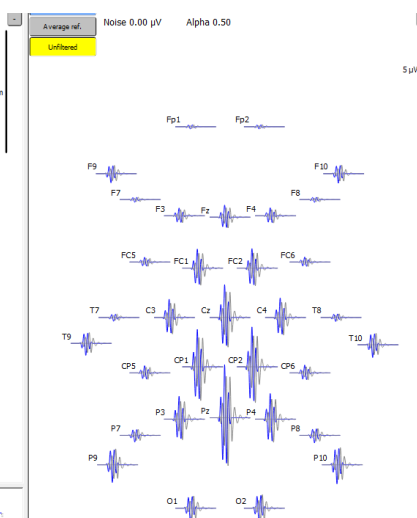 -
Average ref.
Noise 0.00 µV
Alpha 0.50
Unfiltered
5 µV
Fp1
Fp2
F9
F10
F7
F8
F3
Fz
F4
FC5
FC1
FC2
FC6
T7
C3
Cz
C4
T8
T9
T10
CP5
CP1
CP2
CP6
P7
P3
Pz
P4
P8
P9
P10
O1
O2